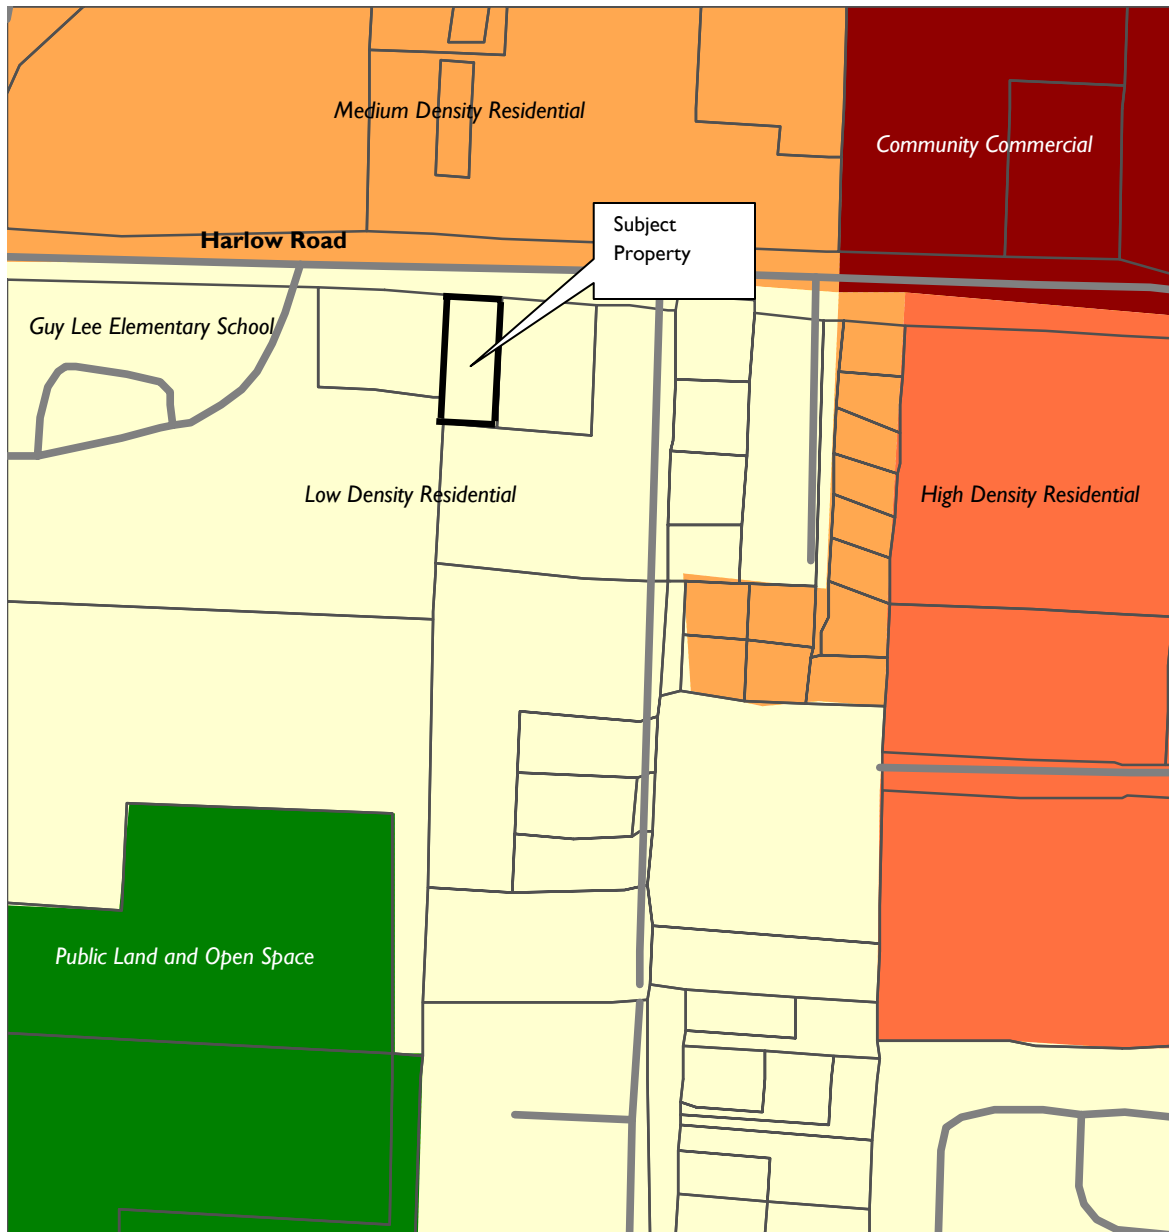 Medium Density Residential
Community Commercial
Subject
Property
Harlow Road
Guy Lee Elementary School
Low Density Residential
High Density Residential
Public Land and Open Space